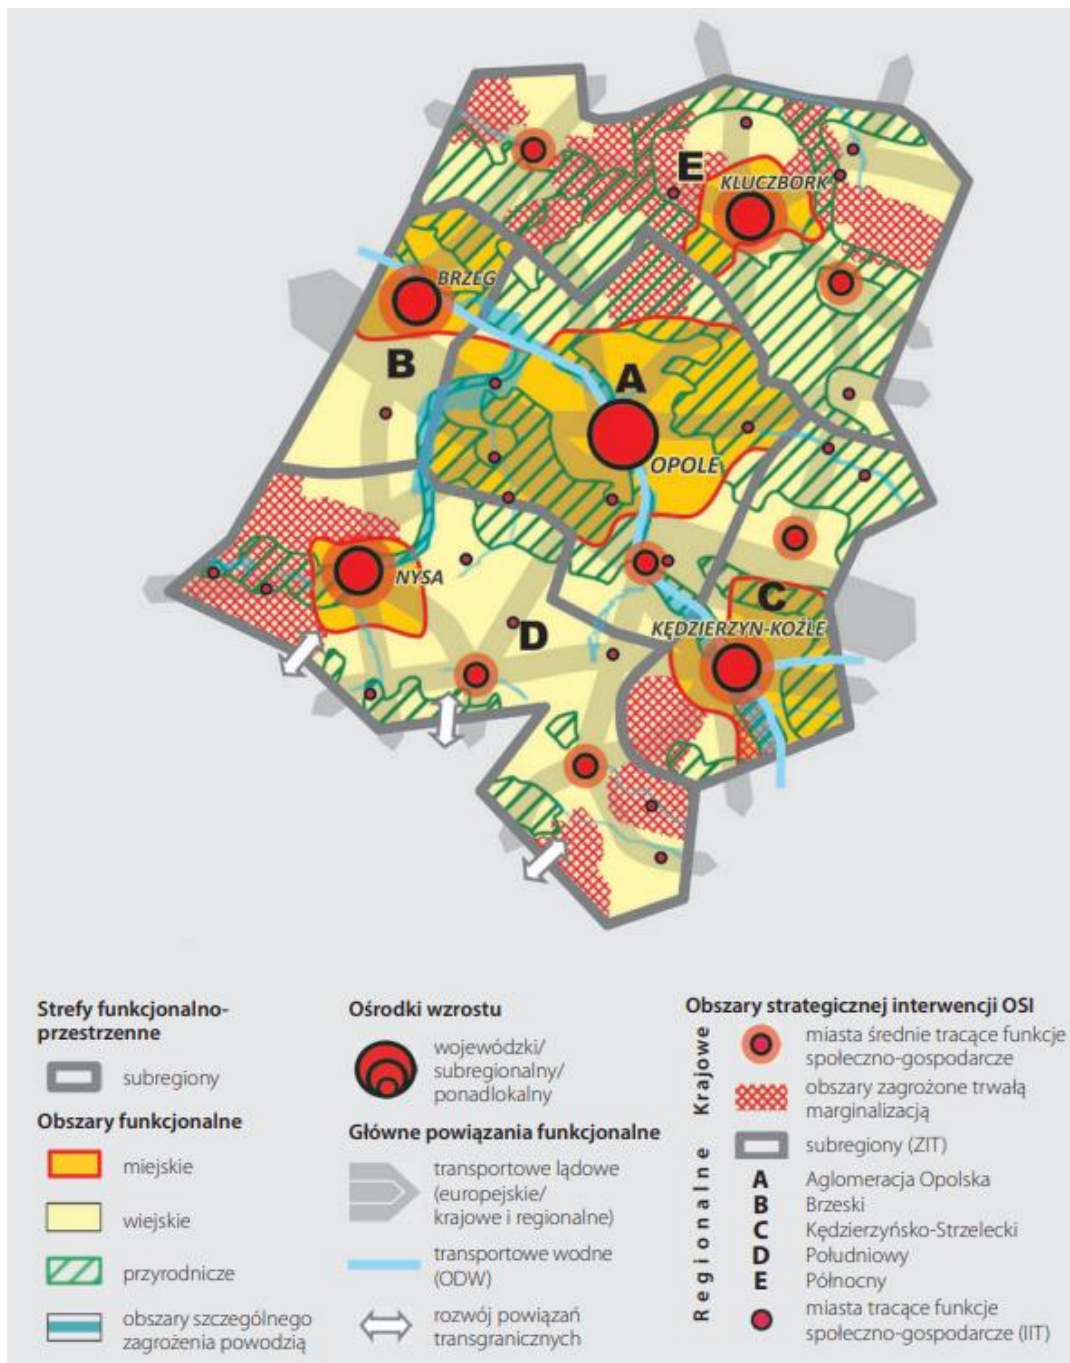 E
KLUCZBORK
BRZEG
B
A
OPOLE
NYSA
C
D
KĘDZIERZYN-KOŹLE
Strefy funkcjonalno-
przestrzenne
subregiony
Obszary funkcjonalne
miejskie
wiejskie
przyrodnicze
obszary szczególnego
zagrożenia powodzią
Ośrodki wzrostu
wojewódzki/
subregionalny/
ponadlokalny
Główne powiązania funkcjonalne
transportowe lądowe
(europejskie/
krajowe i regionalne)
transportowe wodne
(ODW)
rozwój powiązań
transgranicznych
Obszary strategicznej interwencji OSI
Krajowe
miasta średnie tracące funkcje
społeczno-gospodarcze
obszary zagrożone trwałą
marginalizacją
Regionalne
subregiony (ZIT)
A Aglomeracja Opolska
B Brzeski
C Kędzierzyńsko-Strzelecki
D Południowy
E Północny
miasta tracące funkcje
społeczno-gospodarcze (IIT)